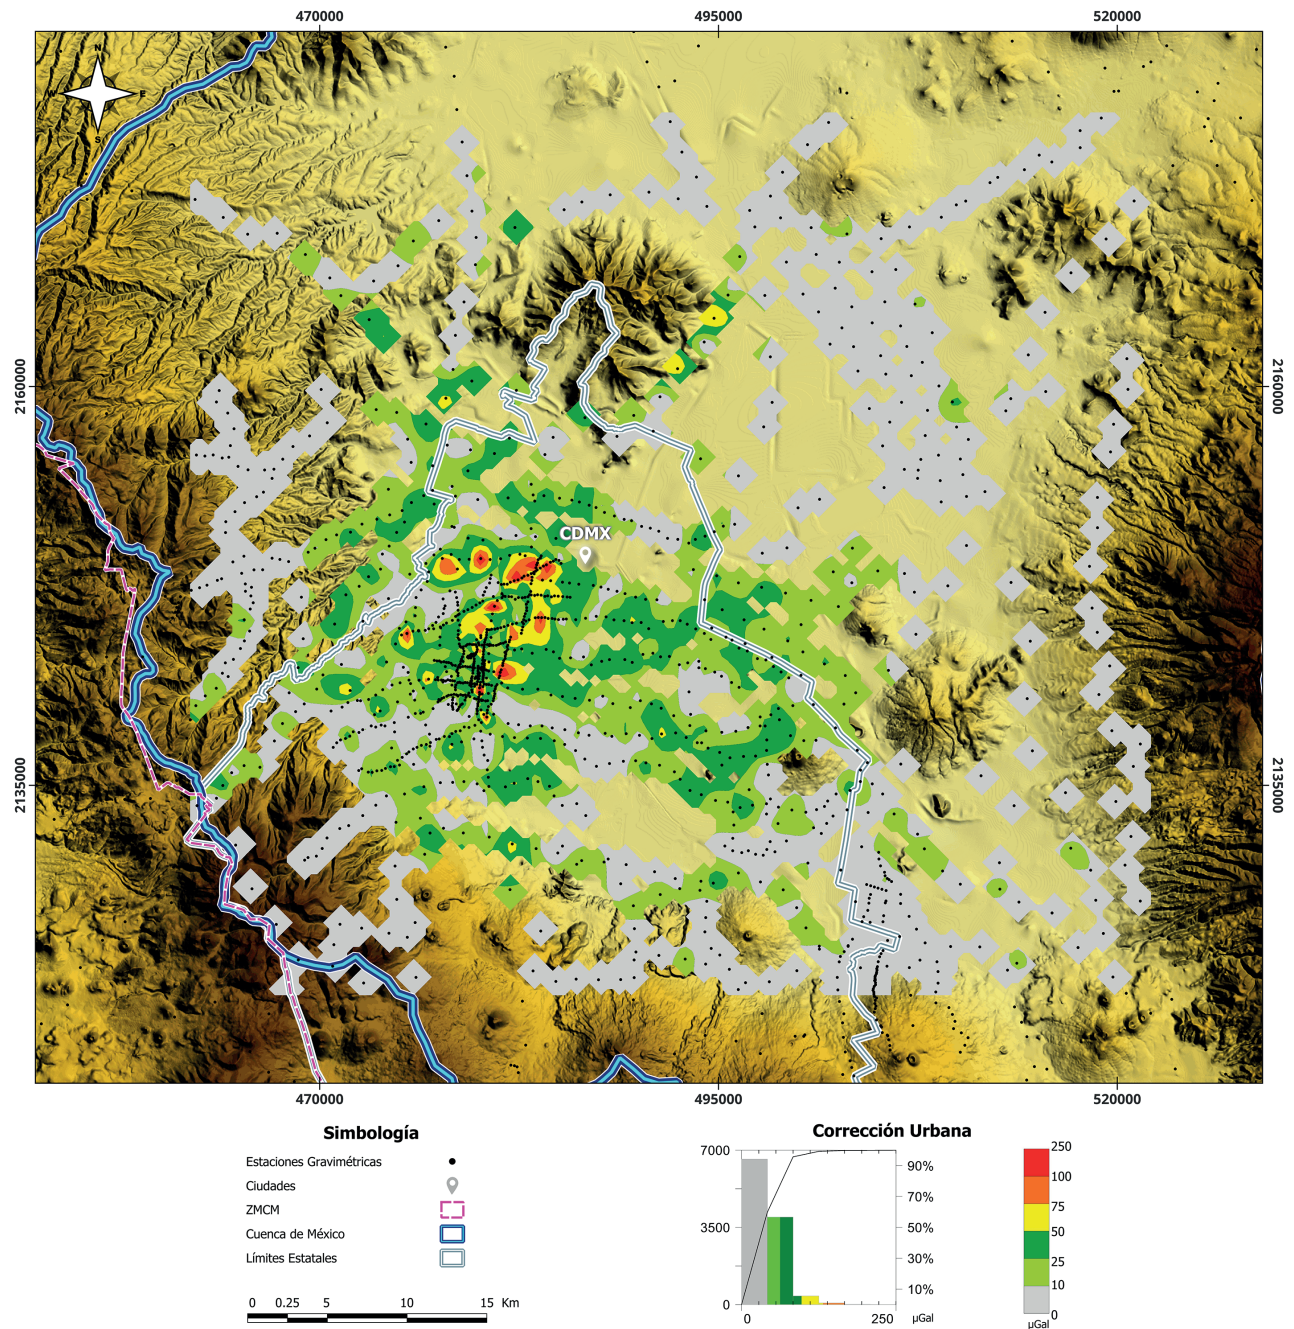 470000
495000
520000
N
W
E
S
2160000
2160000
CDMX
2135000
2135000
470000
495000
520000
Simbología
Estaciones Gravimétricas
Ciudades
ZMCM
Cuenca de México
Límites Estatales
0 0.25 5 10 15 Km
Corrección Urbana
7000
3500
0
90%
70%
50%
30%
10%
0
250
µGal
250
100
75
50
25
10
0
µGal